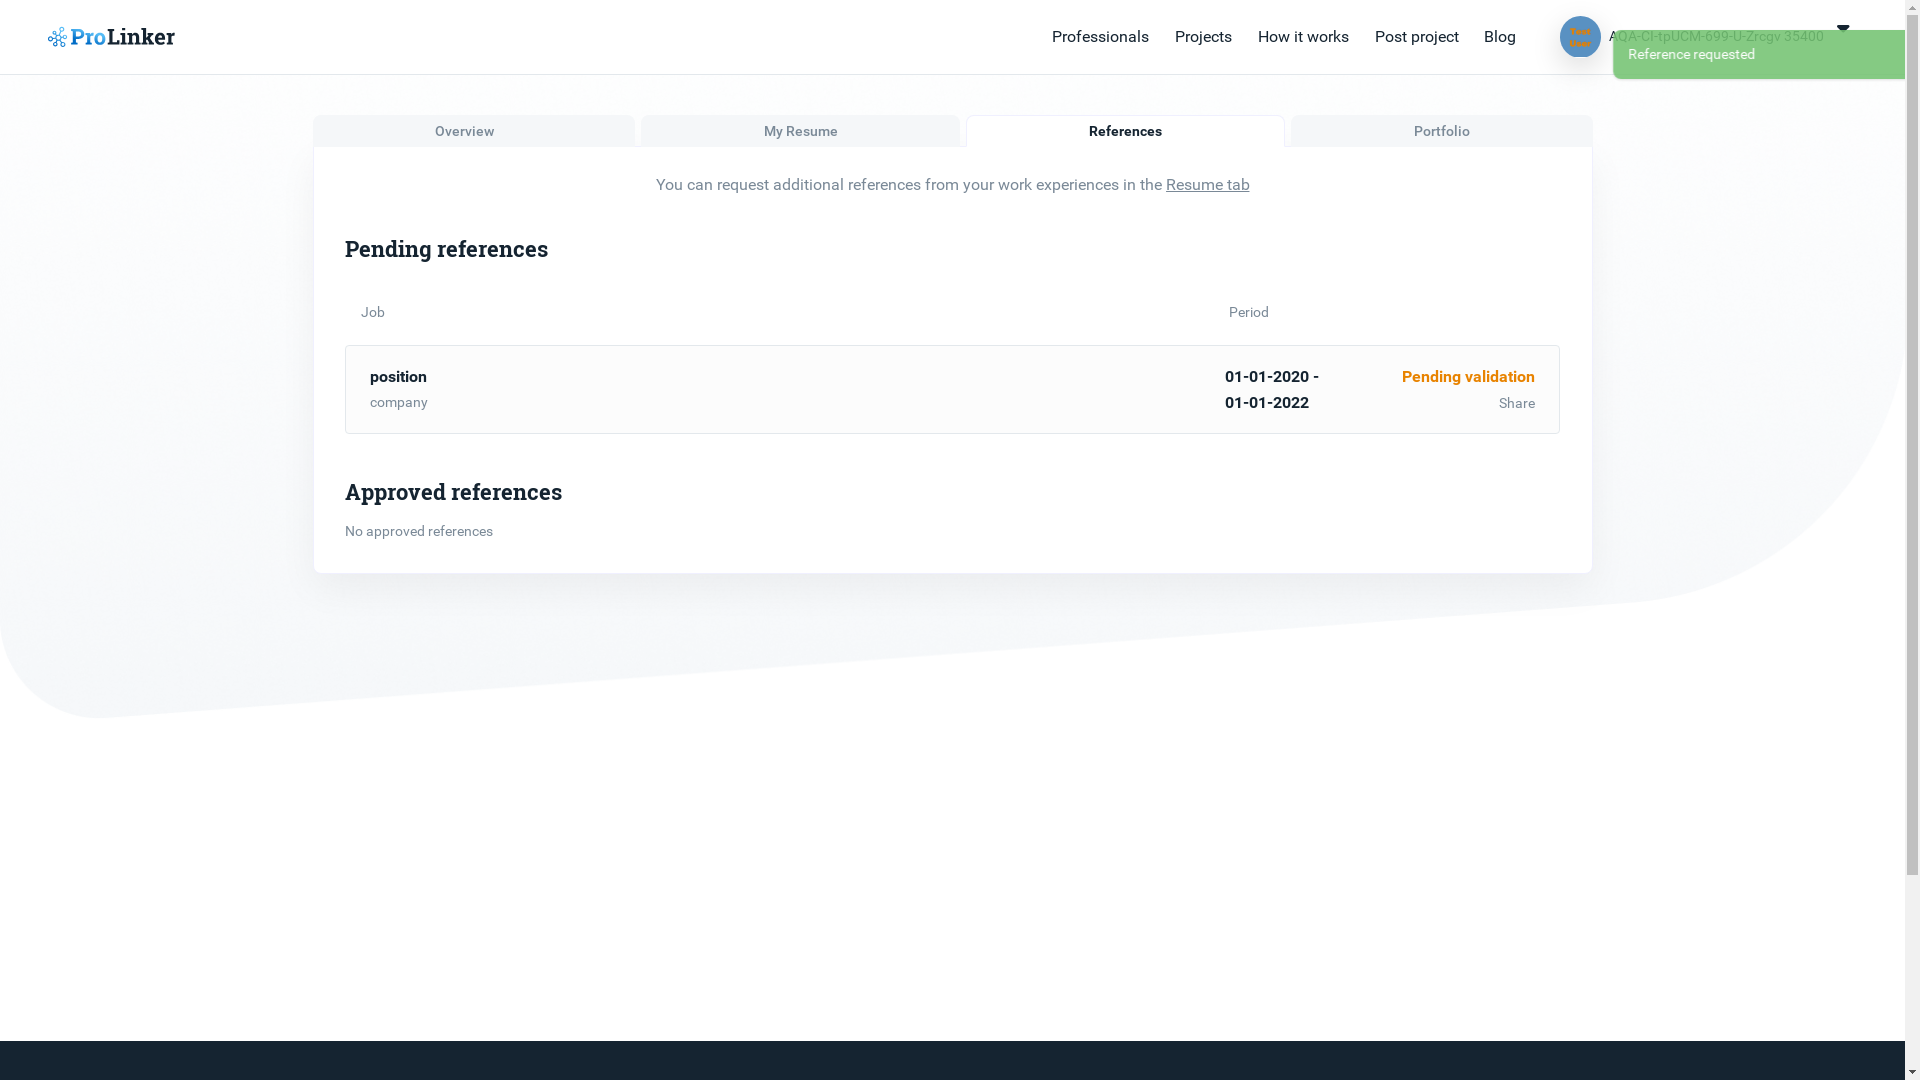 ProLinker
Professionals
Projects
How it works
Post project
Blog
Test
User
AQA-CI-tpUCM-699-U-Zrcgv 35400
Reference requested
Overview
My Resume
References
Portfolio
You can request additional references from your work experiences in the Resume tab
Pending references
Job
Period
position
company
01-01-2020 -
01-01-2022
Pending validation
Share
Approved references
No approved references